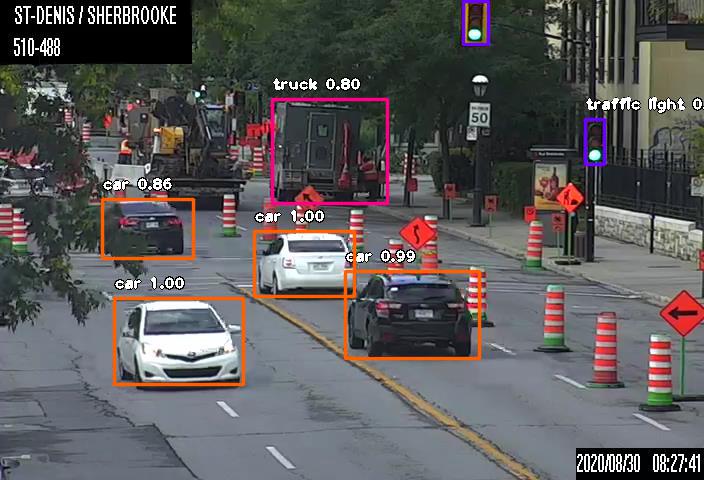 ST-DENIS / SHERBROOKE
510-488
truck 0.80
traffic light 0.
50
car 0.86
car 1.00
car 0.99
car 1.00
2020/08/30 08:27:41